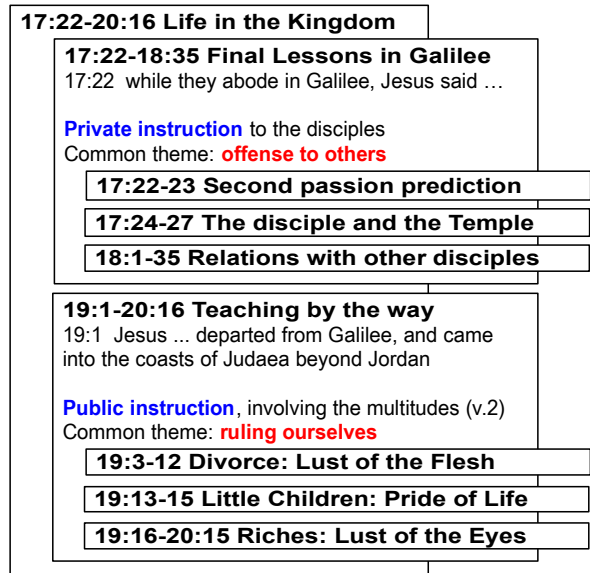 17:22-20:16 Life in the Kingdom
17:22-18:35 Final Lessons in Galilee
17:22 while they abode in Galilee, Jesus said …
Private instruction to the disciples
Common theme: offense to others
17:22-23 Second passion prediction
17:24-27 The disciple and the Temple
18:1-35 Relations with other disciples
19:1-20:16 Teaching by the way
19:1 Jesus ... departed from Galilee, and came
into the coasts of Judaea beyond Jordan
Public instruction, involving the multitudes (v.2)
Common theme: ruling ourselves
19:3-12 Divorce: Lust of the Flesh
19:13-15 Little Children: Pride of Life
19:16-20:15 Riches: Lust of the Eyes